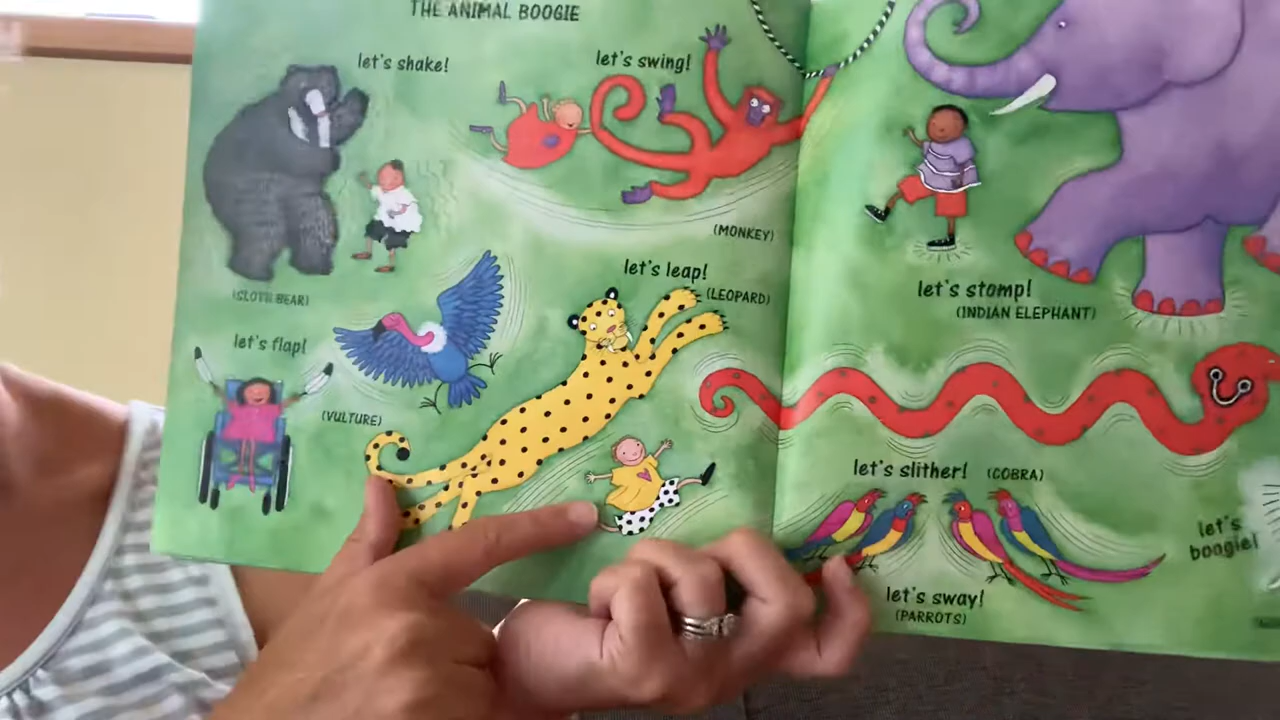 THE ANIMAL BOOGIE
let's shake!
(SLOTH BEAR)
let's swing!
(MONKEY)
let's flap!
(VULTURE)
let's leap!
(LEOPARD)
let's stomp!
(INDIAN ELEPHANT)
let's slither! (COBRA)
let's sway!
(PARROTS)
let's
boogie!